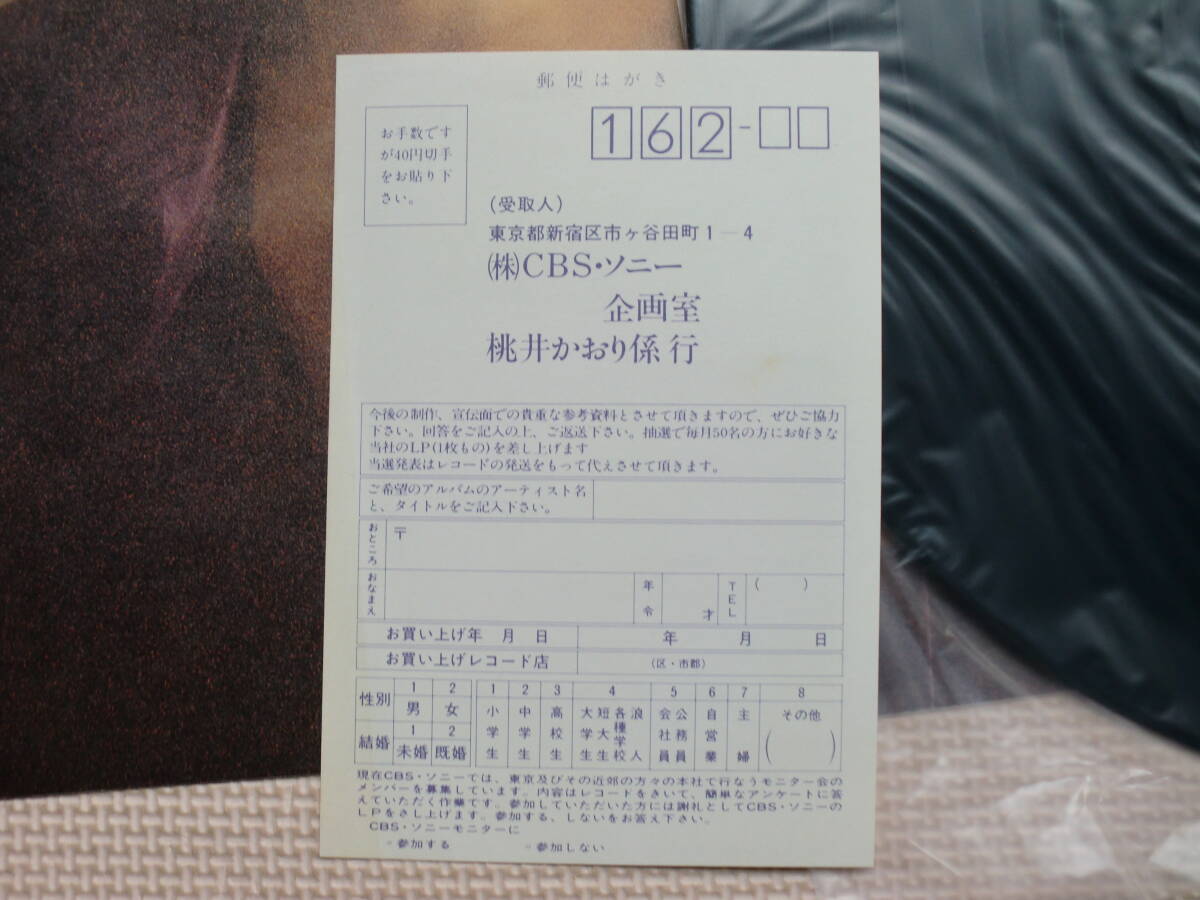 郵便はがき
お手数です
が40円切手
をお貼り下
さい。
162-
(受取人)
東京都新宿区市ヶ谷田町1―4
(株)CBS・ソニー
企画室
桃井かおり係 行
今後の制作、宣伝面での貴重な参考資料とさせて頂きますので、ぜひご協力
下さい。回答をご記入の上、ご返送下さい。抽選で毎月50名の方にお好きな
当社のLP(1枚もの)を差し上げます
当選発表はレコードの発送をもって代えさせて頂きます。
ご希望のアルバムのアーティスト名
と、タイトルをご記入下さい。
おところ
〒
おなまえ
年令
才
TEL
( )
お買い上げ年 月 日
年 月 日
お買い上げレコード店
(区・市郡)
性別
1 男
2 女
結婚
1 未婚
2 既婚
1 小学生
2 中学生
3 高校生
4 大学生 短大生 各種学校 浪人
5 会社員 公務員
6 自営業
7 主婦
8 その他
( )
現在CBS・ソニーでは、東京及びその近郊の方々の本社で行なうモニター会の
メンバーを募集しています。内容はレコードをきいて、簡単なアンケートに答
えていただく作業です。参加していただいた方には謝礼としてCBS・ソニーの
LPをさし上げます。参加する、しないをお答え下さい。
CBS・ソニーモニターに
▫参加する ▫参加しない